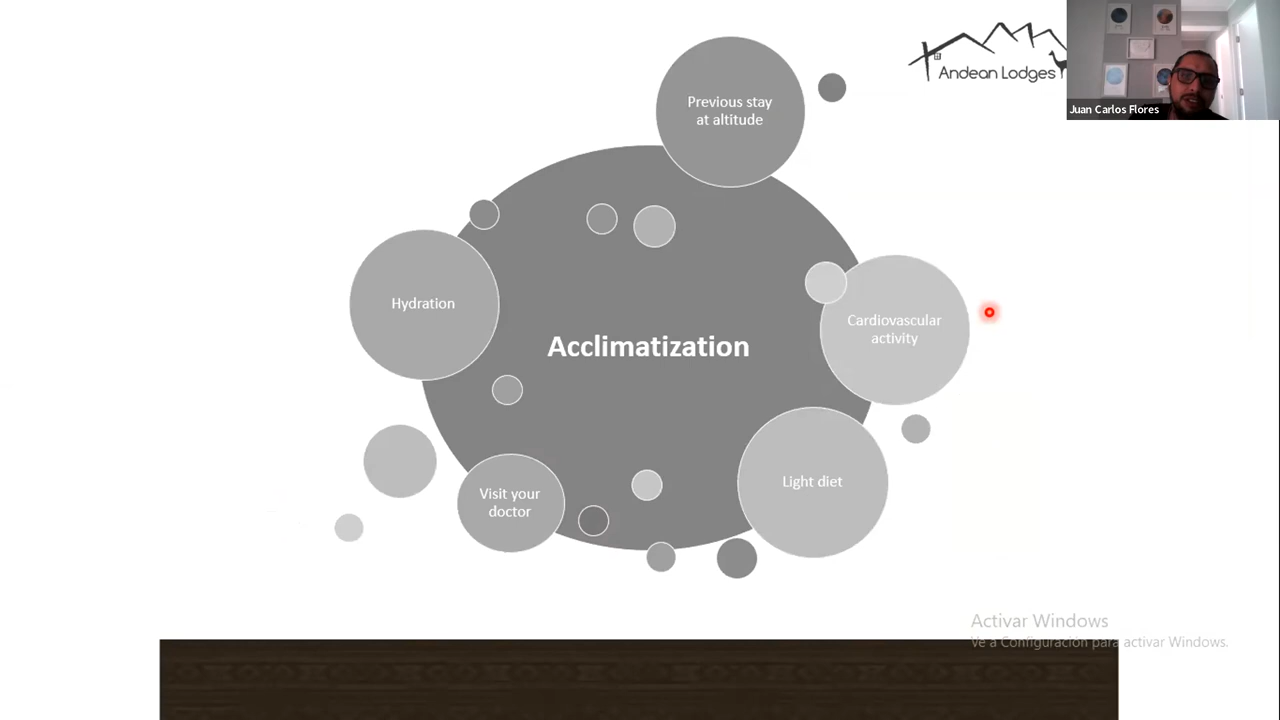 Andean Lodges
Juan Carlos Flores
Previous stay
at altitude
Hydration
Cardiovascular
activity
Acclimatization
Light diet
Visit your
doctor
Activar Windows
Ve a Configuración para activar Windows.